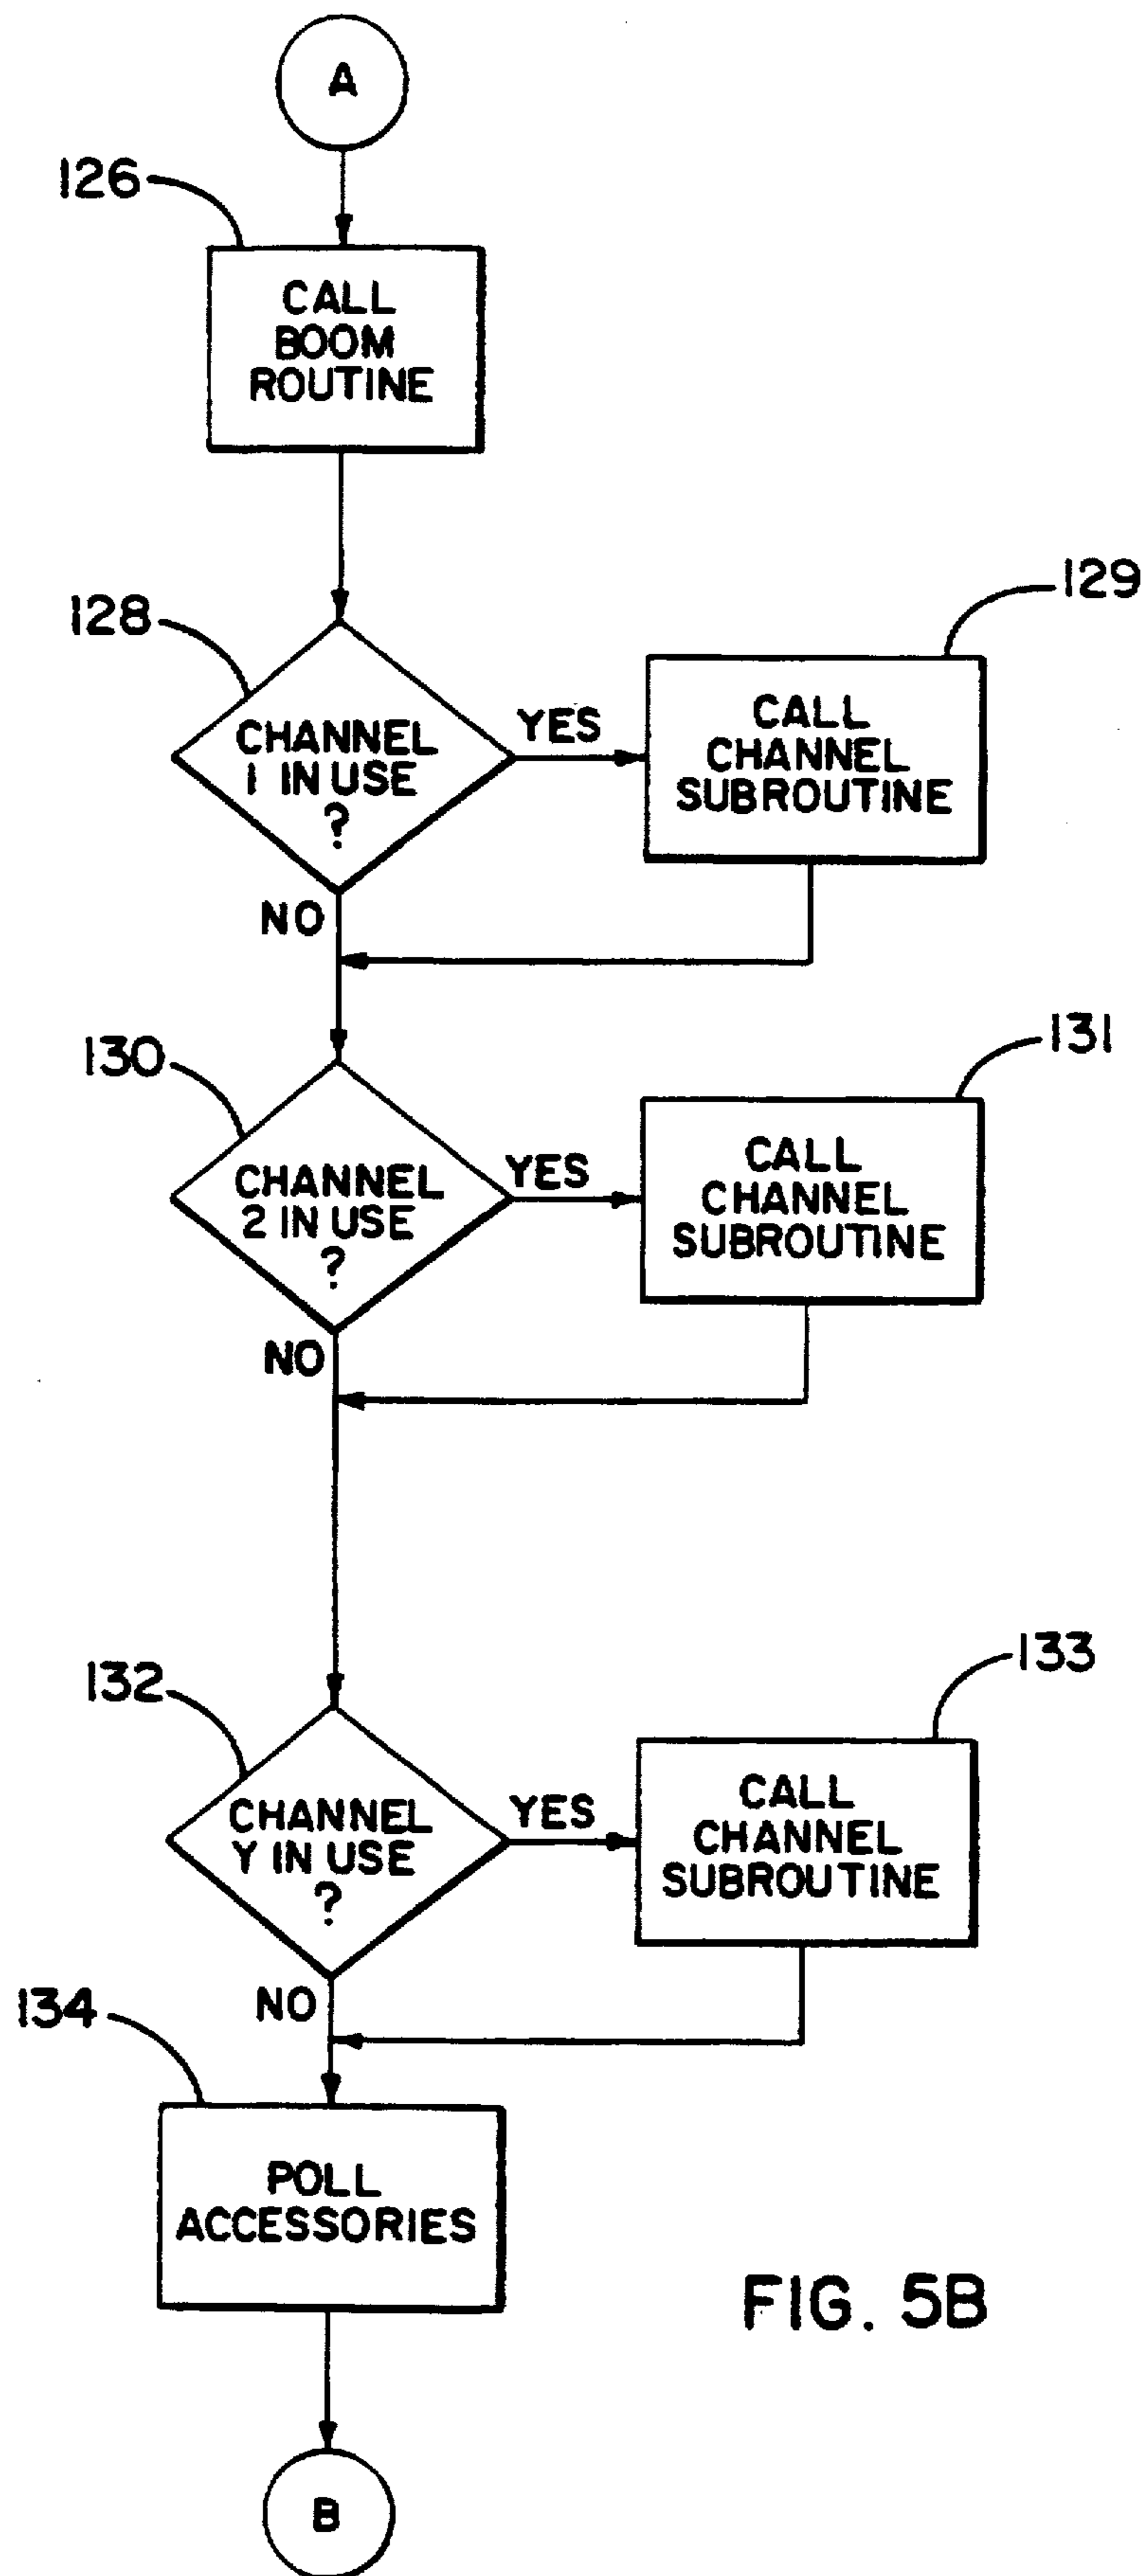 A
126
CALL
BOOM
ROUTINE
128
CHANNEL
1 IN USE
?
YES
NO
129
CALL
CHANNEL
SUBROUTINE
130
CHANNEL
2 IN USE
?
YES
NO
131
CALL
CHANNEL
SUBROUTINE
132
CHANNEL
Y IN USE
?
YES
NO
133
CALL
CHANNEL
SUBROUTINE
134
POLL
ACCESSORIES
FIG. 5B
B